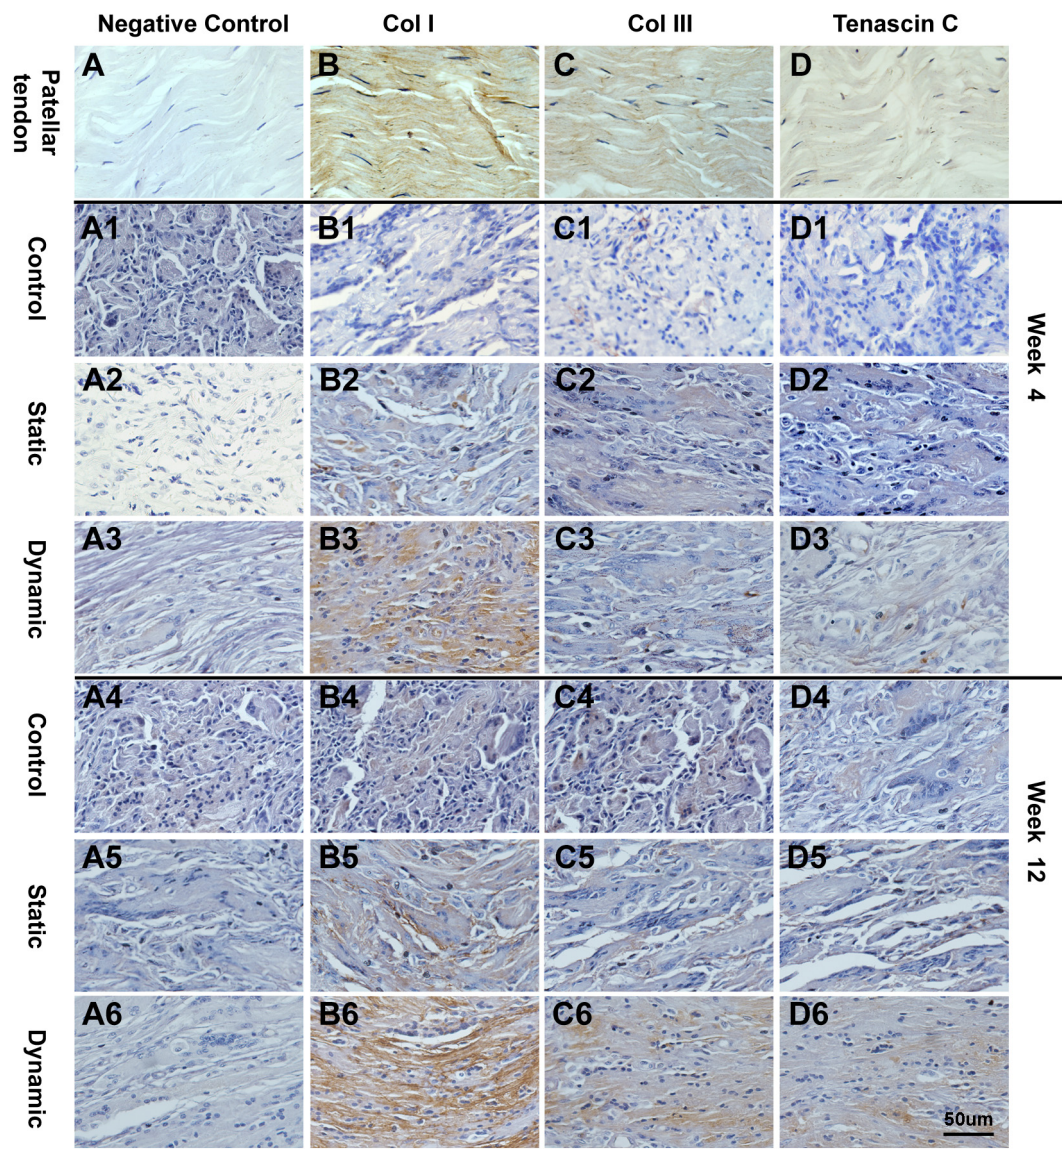 Negative Control Col I Col III Tenascin C
Patellar tendon
A B C D
Control
A1 B1 C1 D1
Static
A2 B2 C2 D2
Dynamic
A3 B3 C3 D3
Week 4
Control
A4 B4 C4 D4
Static
A5 B5 C5 D5
Dynamic
A6 B6 C6 D6
Week 12
50um